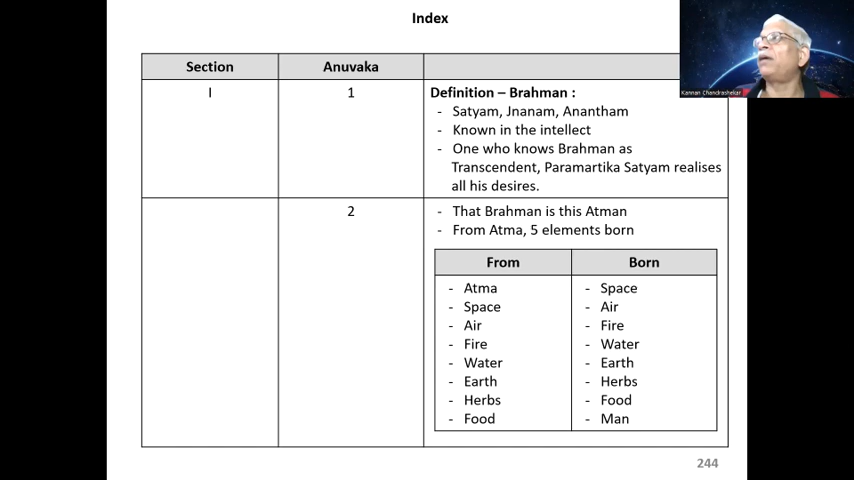 Index
Kannan Chandrashekar
Section Anuvaka
I 1 Definition – Brahman :
- Satyam, Jnanam, Anantham
- Known in the intellect
- One who knows Brahman as
Transcendent, Paramartika Satyam realises
all his desires.
2 - That Brahman is this Atman
- From Atma, 5 elements born
From Born
- Atma - Space
- Space - Air
- Air - Fire
- Fire - Water
- Water - Earth
- Earth - Herbs
- Herbs - Food
- Food - Man
244